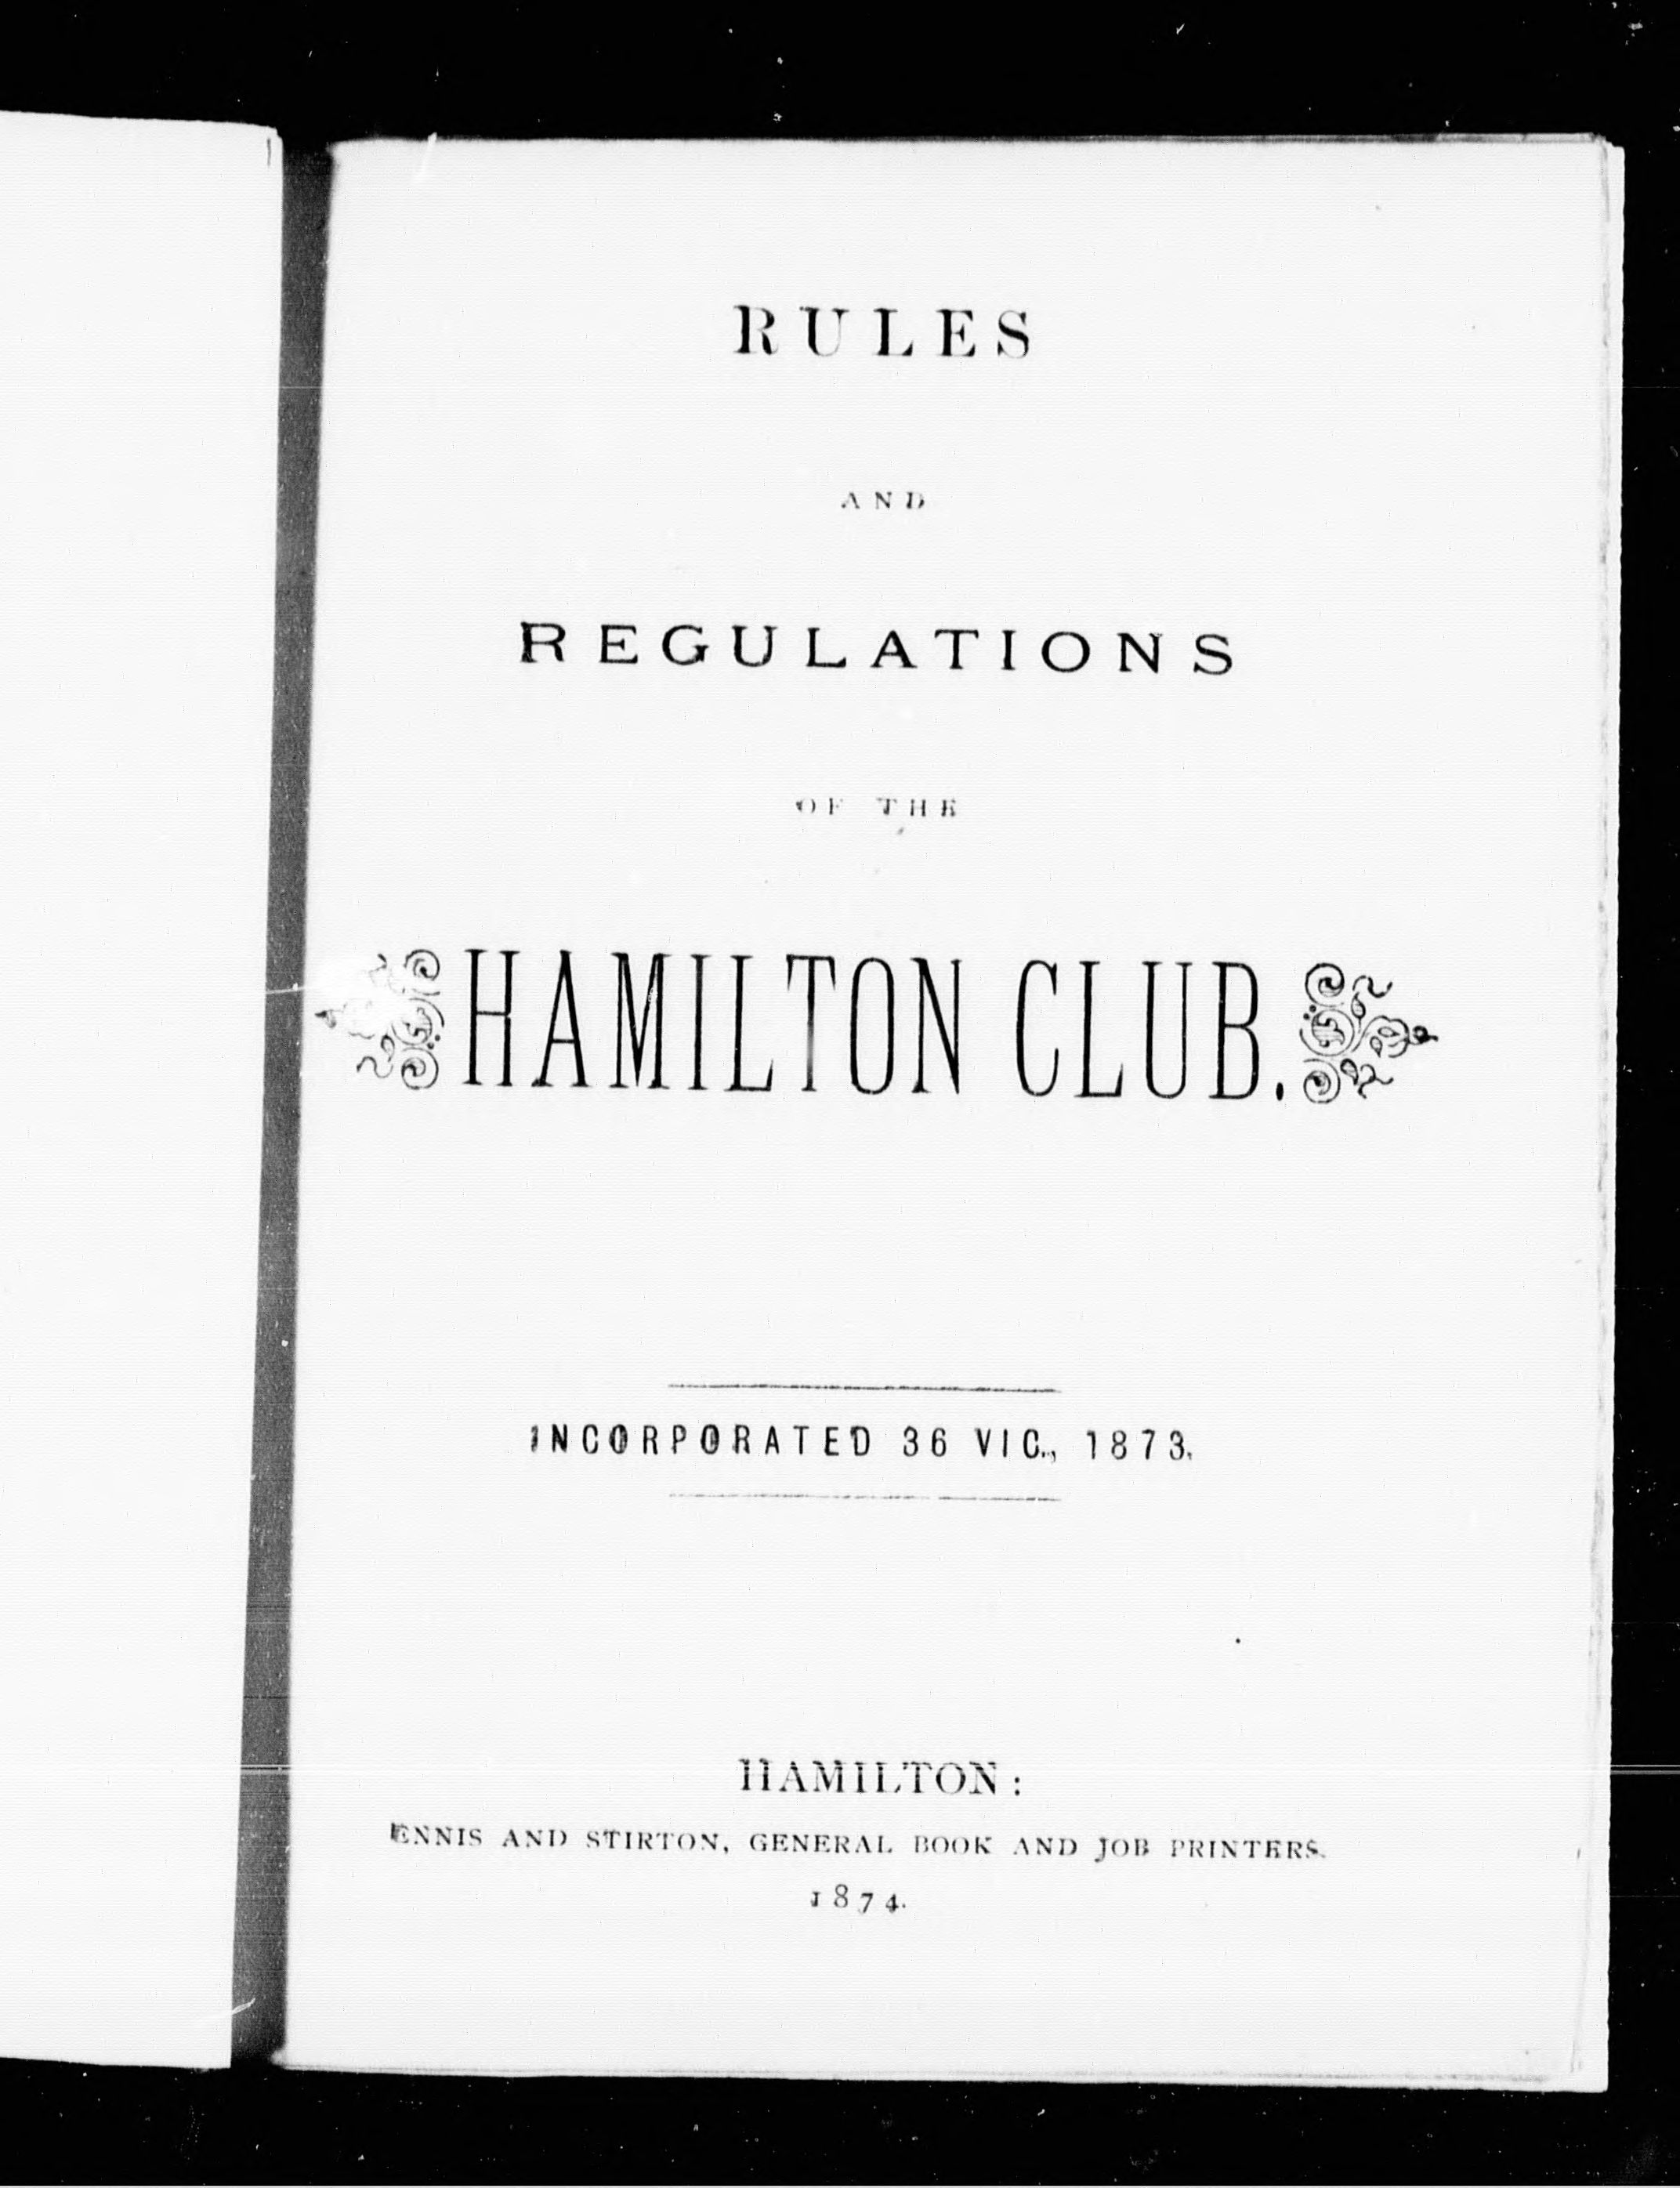 RULES
AND
REGULATIONS
OF THE
HAMILTON CLUB.
INCORPORATED 36 VIC., 1873.
HAMILTON:
ENNIS AND STIRTON, GENERAL BOOK AND JOB PRINTERS.
1874.